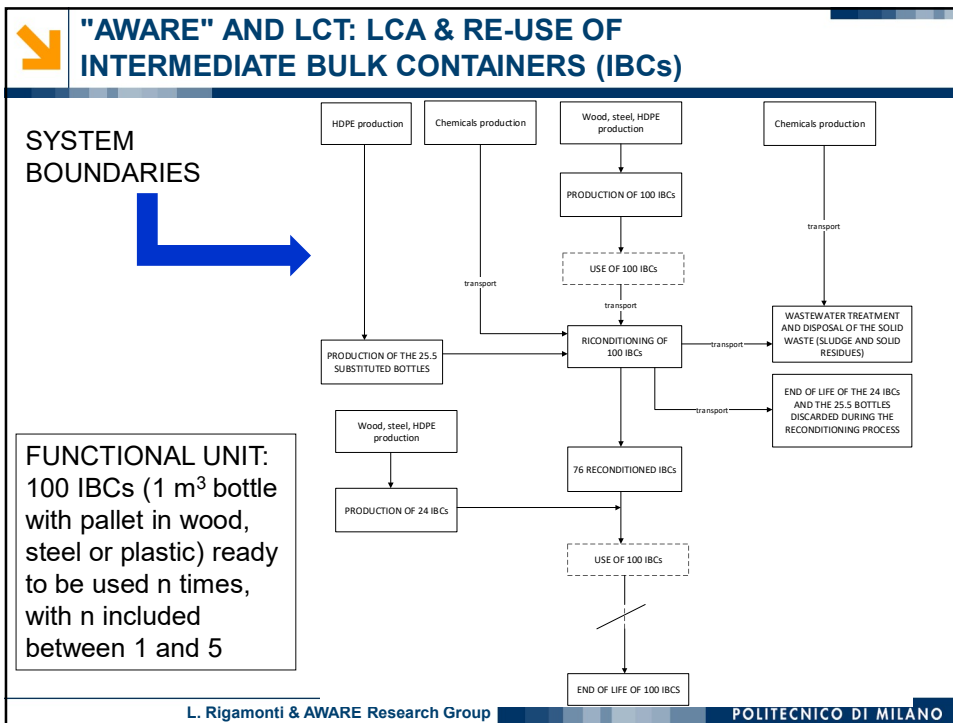 "AWARE" AND LCT: LCA & RE-USE OF
INTERMEDIATE BULK CONTAINERS (IBCs)
SYSTEM
BOUNDARIES
HDPE production
Chemicals production
Wood, steel, HDPE
production
Chemicals production
PRODUCTION OF 100 IBCs
transport
USE OF 100 IBCs
transport
transport
WASTEWATER TREATMENT
AND DISPOSAL OF THE SOLID
WASTE (SLUDGE AND SOLID
RESIDUES)
RICONDITIONING OF
100 IBCs
transport
PRODUCTION OF THE 25.5
SUBSTITUTED BOTTLES
END OF LIFE OF THE 24 IBCs
AND THE 25.5 BOTTLES
DISCARDED DURING THE
RECONDITIONING PROCESS
transport
Wood, steel, HDPE
production
76 RECONDITIONED IBCs
PRODUCTION OF 24 IBCs
FUNCTIONAL UNIT:
100 IBCs (1 m³ bottle
with pallet in wood,
steel or plastic) ready
to be used n times,
with n included
between 1 and 5
USE OF 100 IBCs
END OF LIFE OF 100 IBCS
L. Rigamonti & AWARE Research Group
POLITECNICO DI MILANO